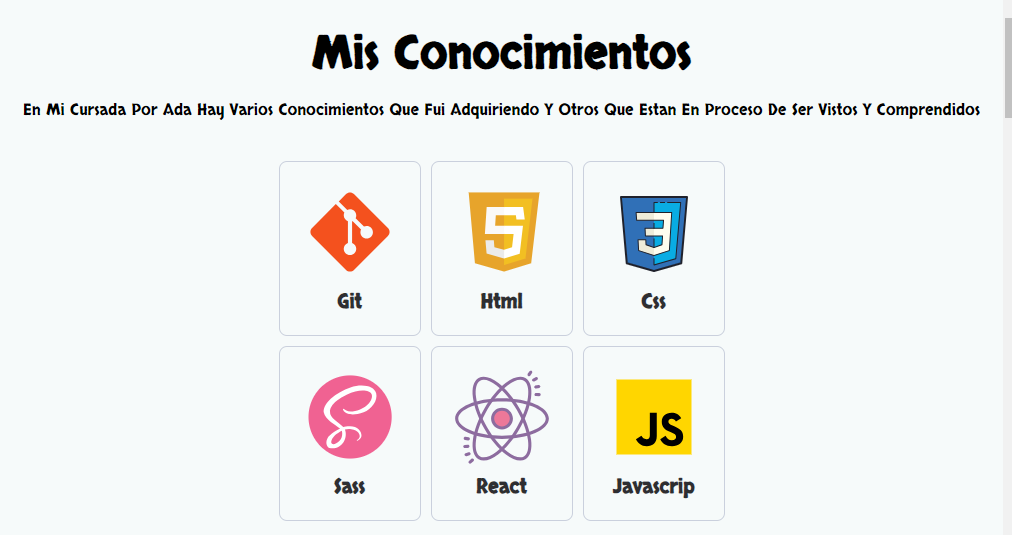 Mis Conocimientos
En Mi Cursada Por Ada Hay Varios Conocimientos Que Fui Adquiriendo Y Otros Que Estan En Proceso De Ser Vistos Y Comprendidos
5 3
Git Html Css
JS
Sass React Javascrip